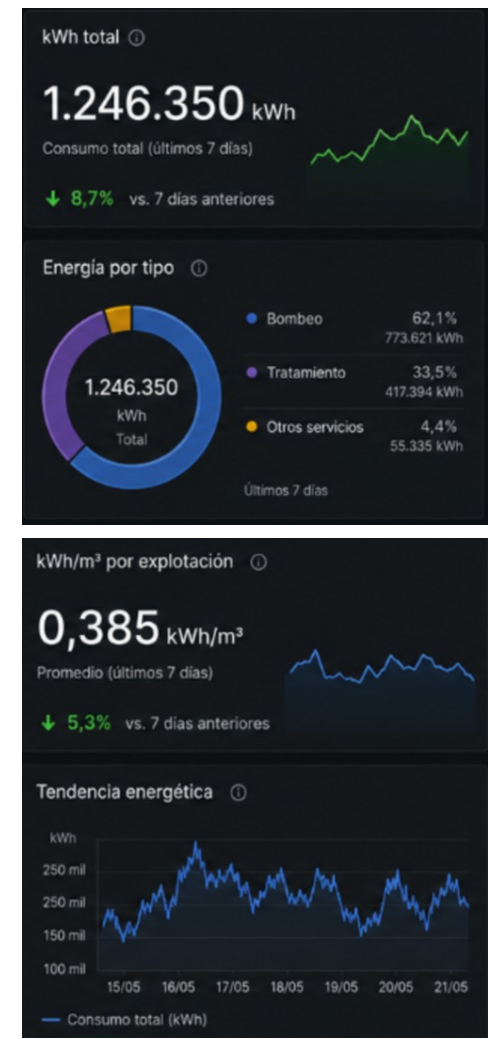 kWh total
1.246.350 kWh
Consumo total (últimos 7 días)
↓ 8,7% vs. 7 días anteriores
Energía por tipo
1.246.350
kWh
Total
Bombeo 62,1%
773.621 kWh
Tratamiento 33,5%
417.394 kWh
Otros servicios 4,4%
55.335 kWh
Últimos 7 días
kWh/m³ por explotación
0,385 kWh/m³
Promedio (últimos 7 días)
↓ 5,3% vs. 7 días anteriores
Tendencia energética
kWh
250 mil
250 mil
150 mil
100 mil
15/05 16/05 17/05 18/05 19/05 20/05 21/05
Consumo total (kWh)